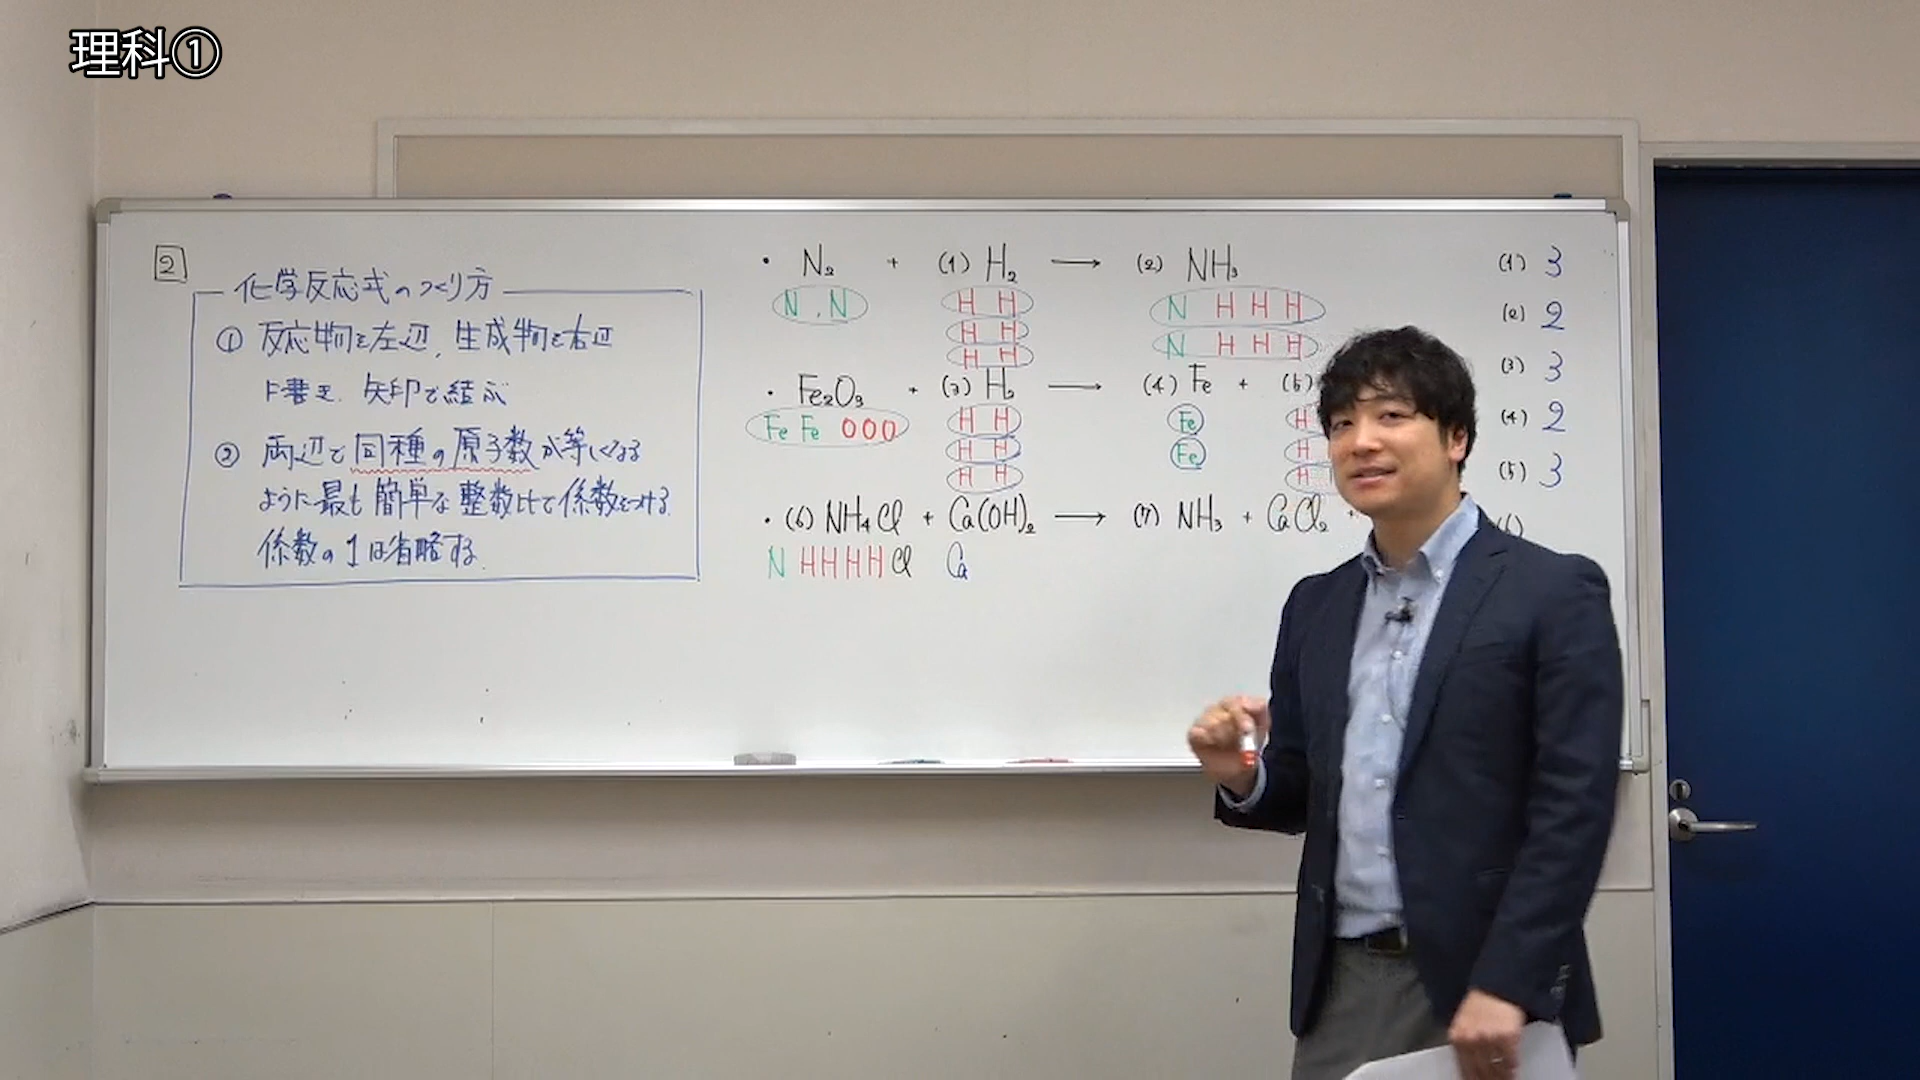 理科①
2
化学反応式のつくり方
① 反応物を左辺、生成物を右辺
に書き、矢印で結ぶ
② 両辺で同種の原子数が等しくなる
ように最も簡単な整数比で係数をつける.
係数の1は省略する.
・ N₂ + (1) H₂ → (2) NH₃
N N H H N H H H
H H N H H H
H H
・ Fe₂O₃ + (3) H₂ → (4) Fe + (5)
Fe Fe O O O H H Fe H
H H Fe H
H H H
・ (6) NH₄Cl + Ca(OH)₂ → (7) NH₃ + CaCl₂
N H H H H Cl Ca
(1) 3
(2) 2
(3) 3
(4) 2
(5) 3